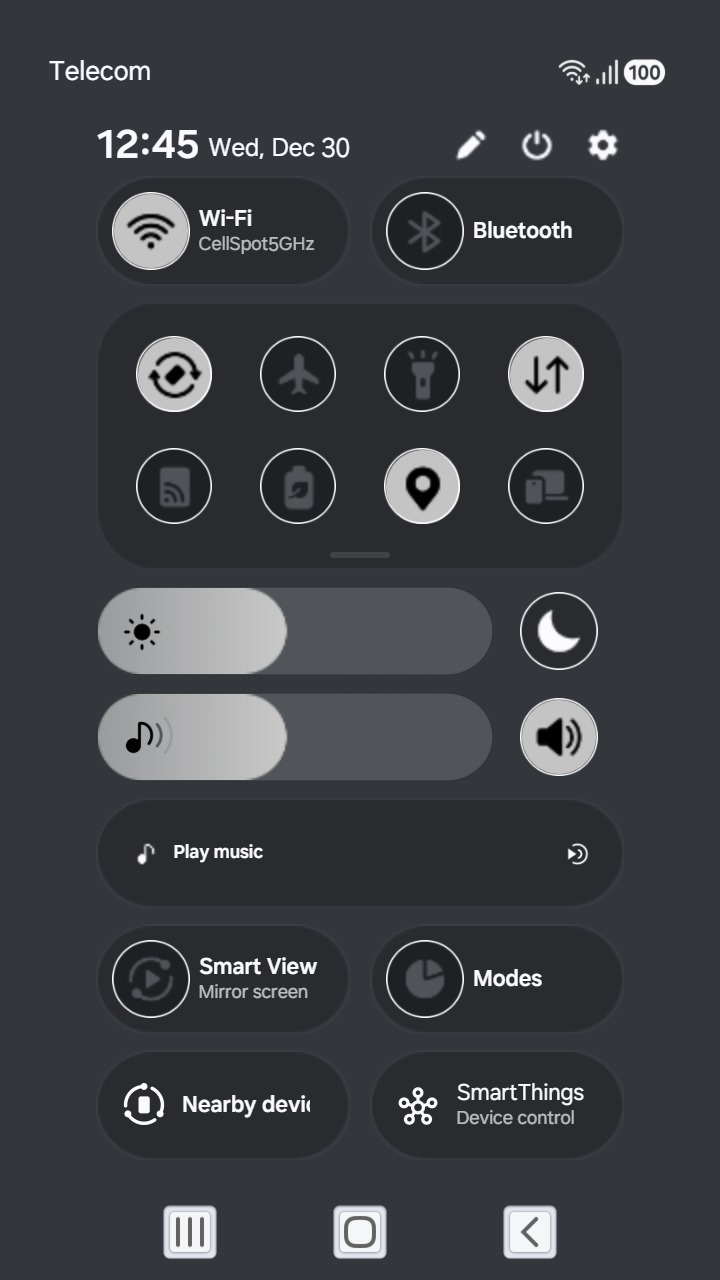 Telecom
100
12:45 Wed, Dec 30
Wi-Fi
CellSpot5GHz
Bluetooth
Play music
Smart View
Mirror screen
Modes
Nearby devi
SmartThings
Device control